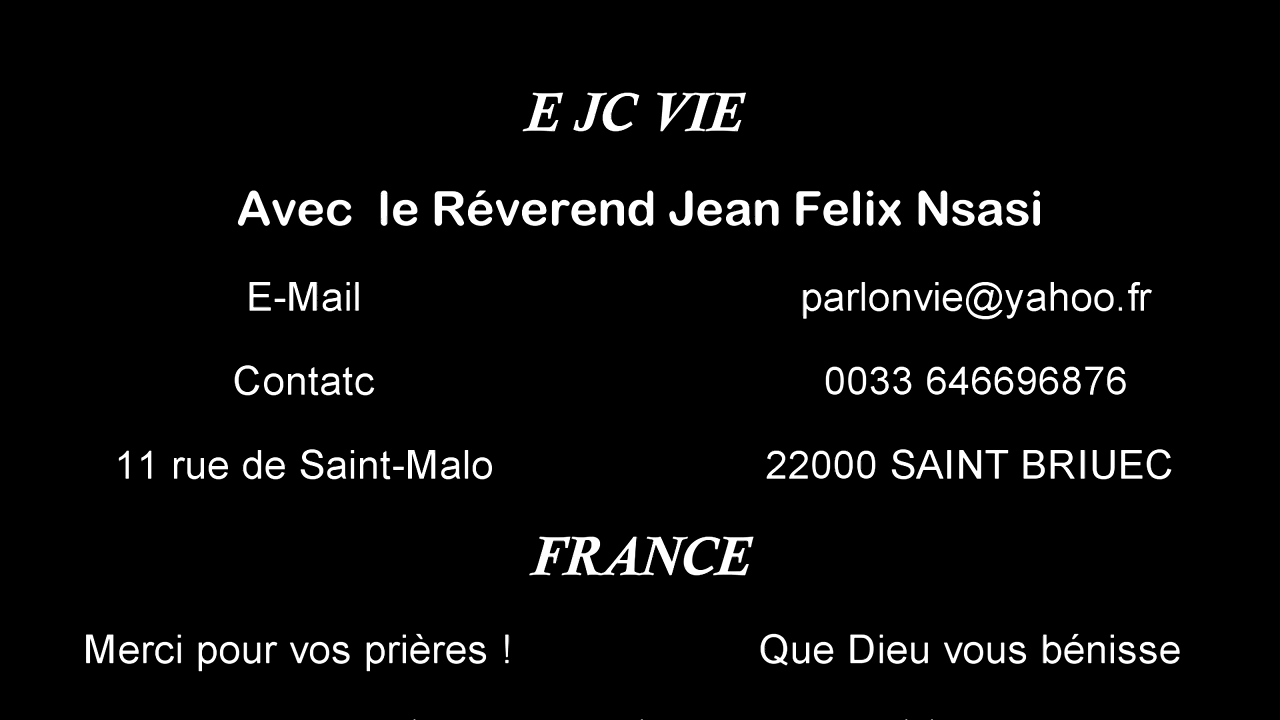 E JC VIE
Avec le Réverend Jean Felix Nsasi
E-Mail parlonvie@yahoo.fr
Contatc 0033 646696876
11 rue de Saint-Malo 22000 SAINT BRIUEC
FRANCE
Merci pour vos prières ! Que Dieu vous bénisse